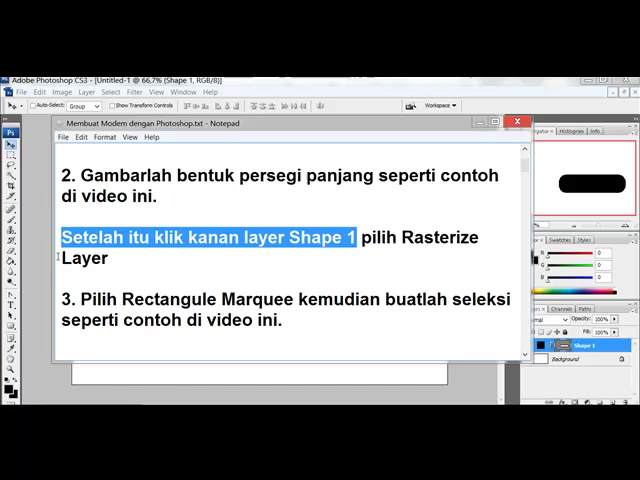 Adobe Photoshop CS3 - [Untitled-1 @ 66,7% (Shape 1, RGB/8)]
File Edit Image Layer Select Filter View Window Help
Auto-Select: Group Show Transform Controls Workspace
Membuat Modem dengan Photoshop.txt - Notepad
File Edit Format View Help
2. Gambarlah bentuk persegi panjang seperti contoh
di video ini.
Setelah itu klik kanan layer Shape 1 pilih Rasterize
Layer
3. Pilih Rectangule Marquee kemudian buatlah seleksi
seperti contoh di video ini.
Ps
Histogram Info
Swatches Styles
R 0
G 0
B 0
Channels Paths
Opacity: 100%
Fill: 100%
Shape 1
Background